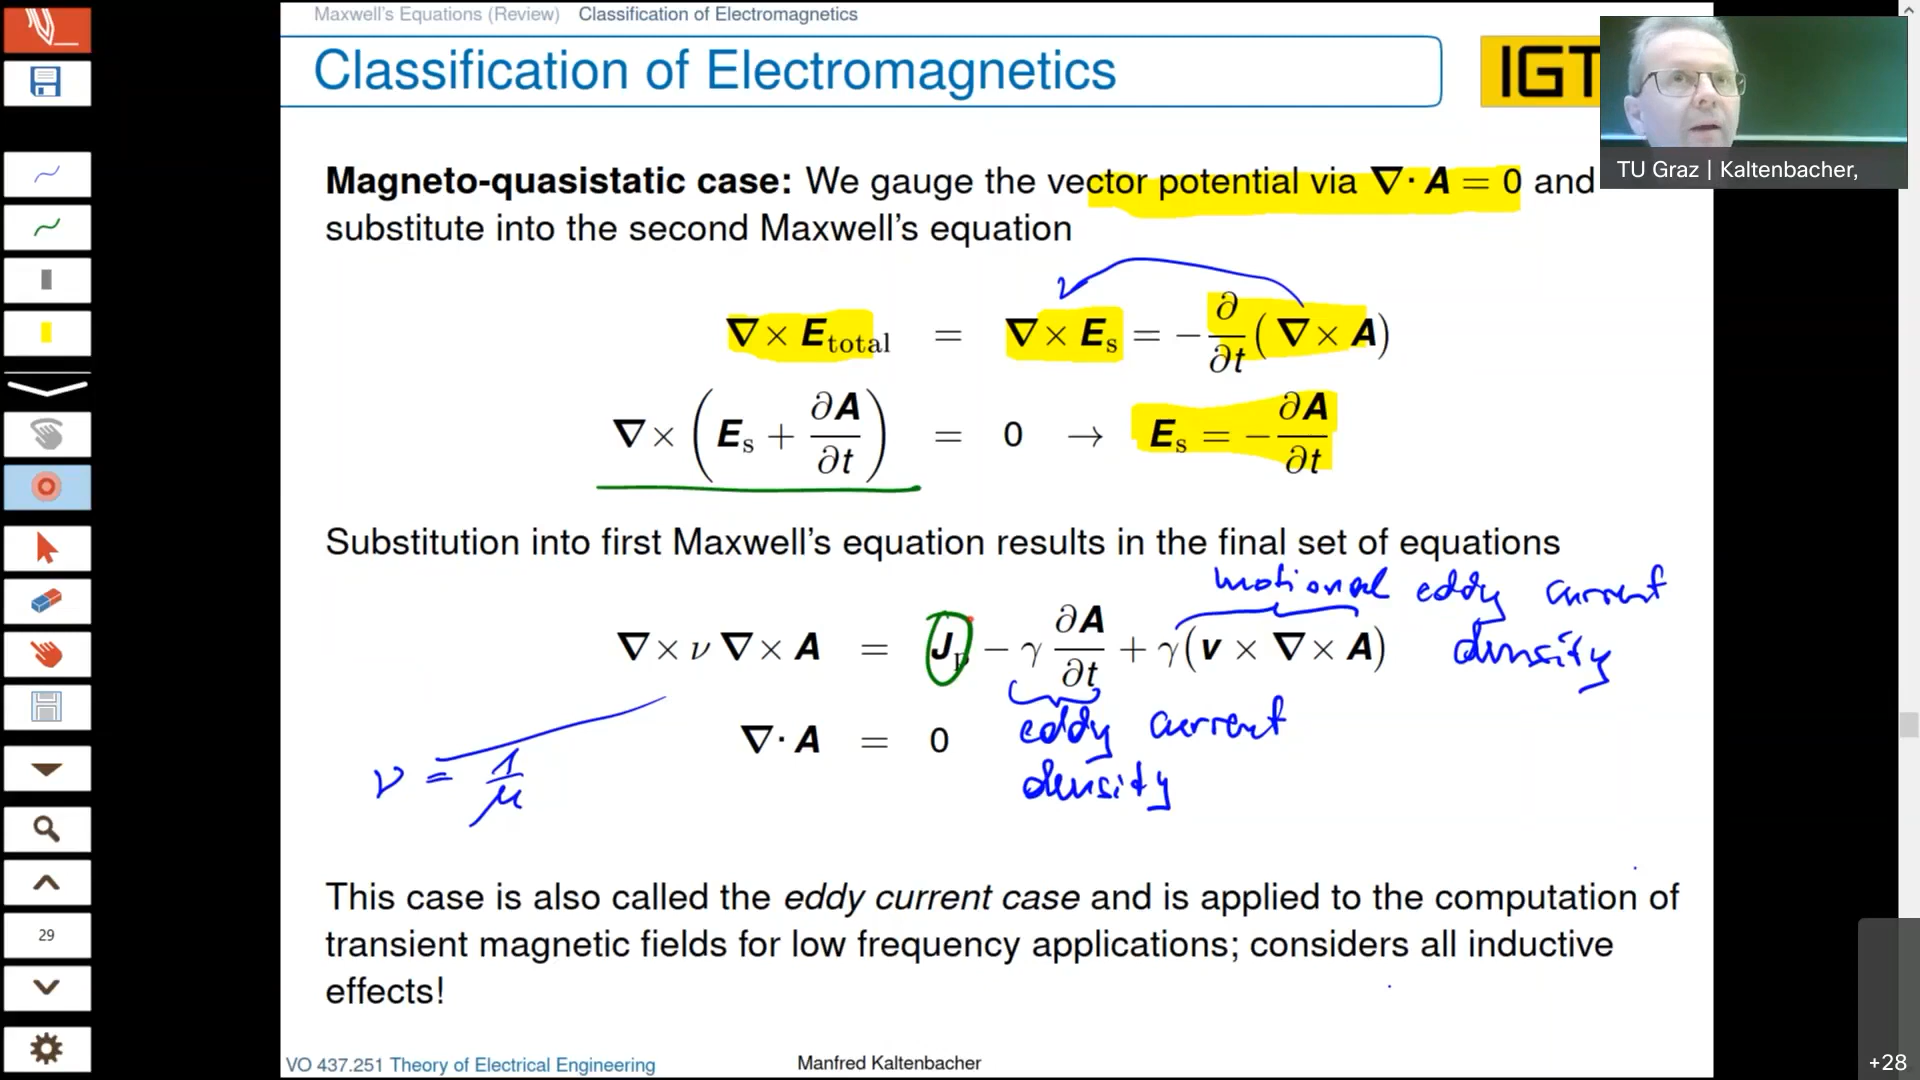 Maxwell's Equations (Review) Classification of Electromagnetics
Classification of Electromagnetics
IGT
TU Graz | Kaltenbacher,
Magneto-quasistatic case: We gauge the vector potential via ∇ · A = 0 and
substitute into the second Maxwell's equation
∇ × E_total = ∇ × E_s = − ∂/∂t ( ∇ × A)
∇ × ( E_s + ∂A/∂t ) = 0 → E_s = − ∂A/∂t
Substitution into first Maxwell's equation results in the final set of equations
motional eddy current
density
∇ × ν ∇ × A = J_p − γ ∂A/∂t + γ(v × ∇ × A)
∇ · A = 0
eddy current
density
ν = 1/μ
This case is also called the eddy current case and is applied to the computation of
transient magnetic fields for low frequency applications; considers all inductive
effects!
29
VO 437.251 Theory of Electrical Engineering
Manfred Kaltenbacher
+28